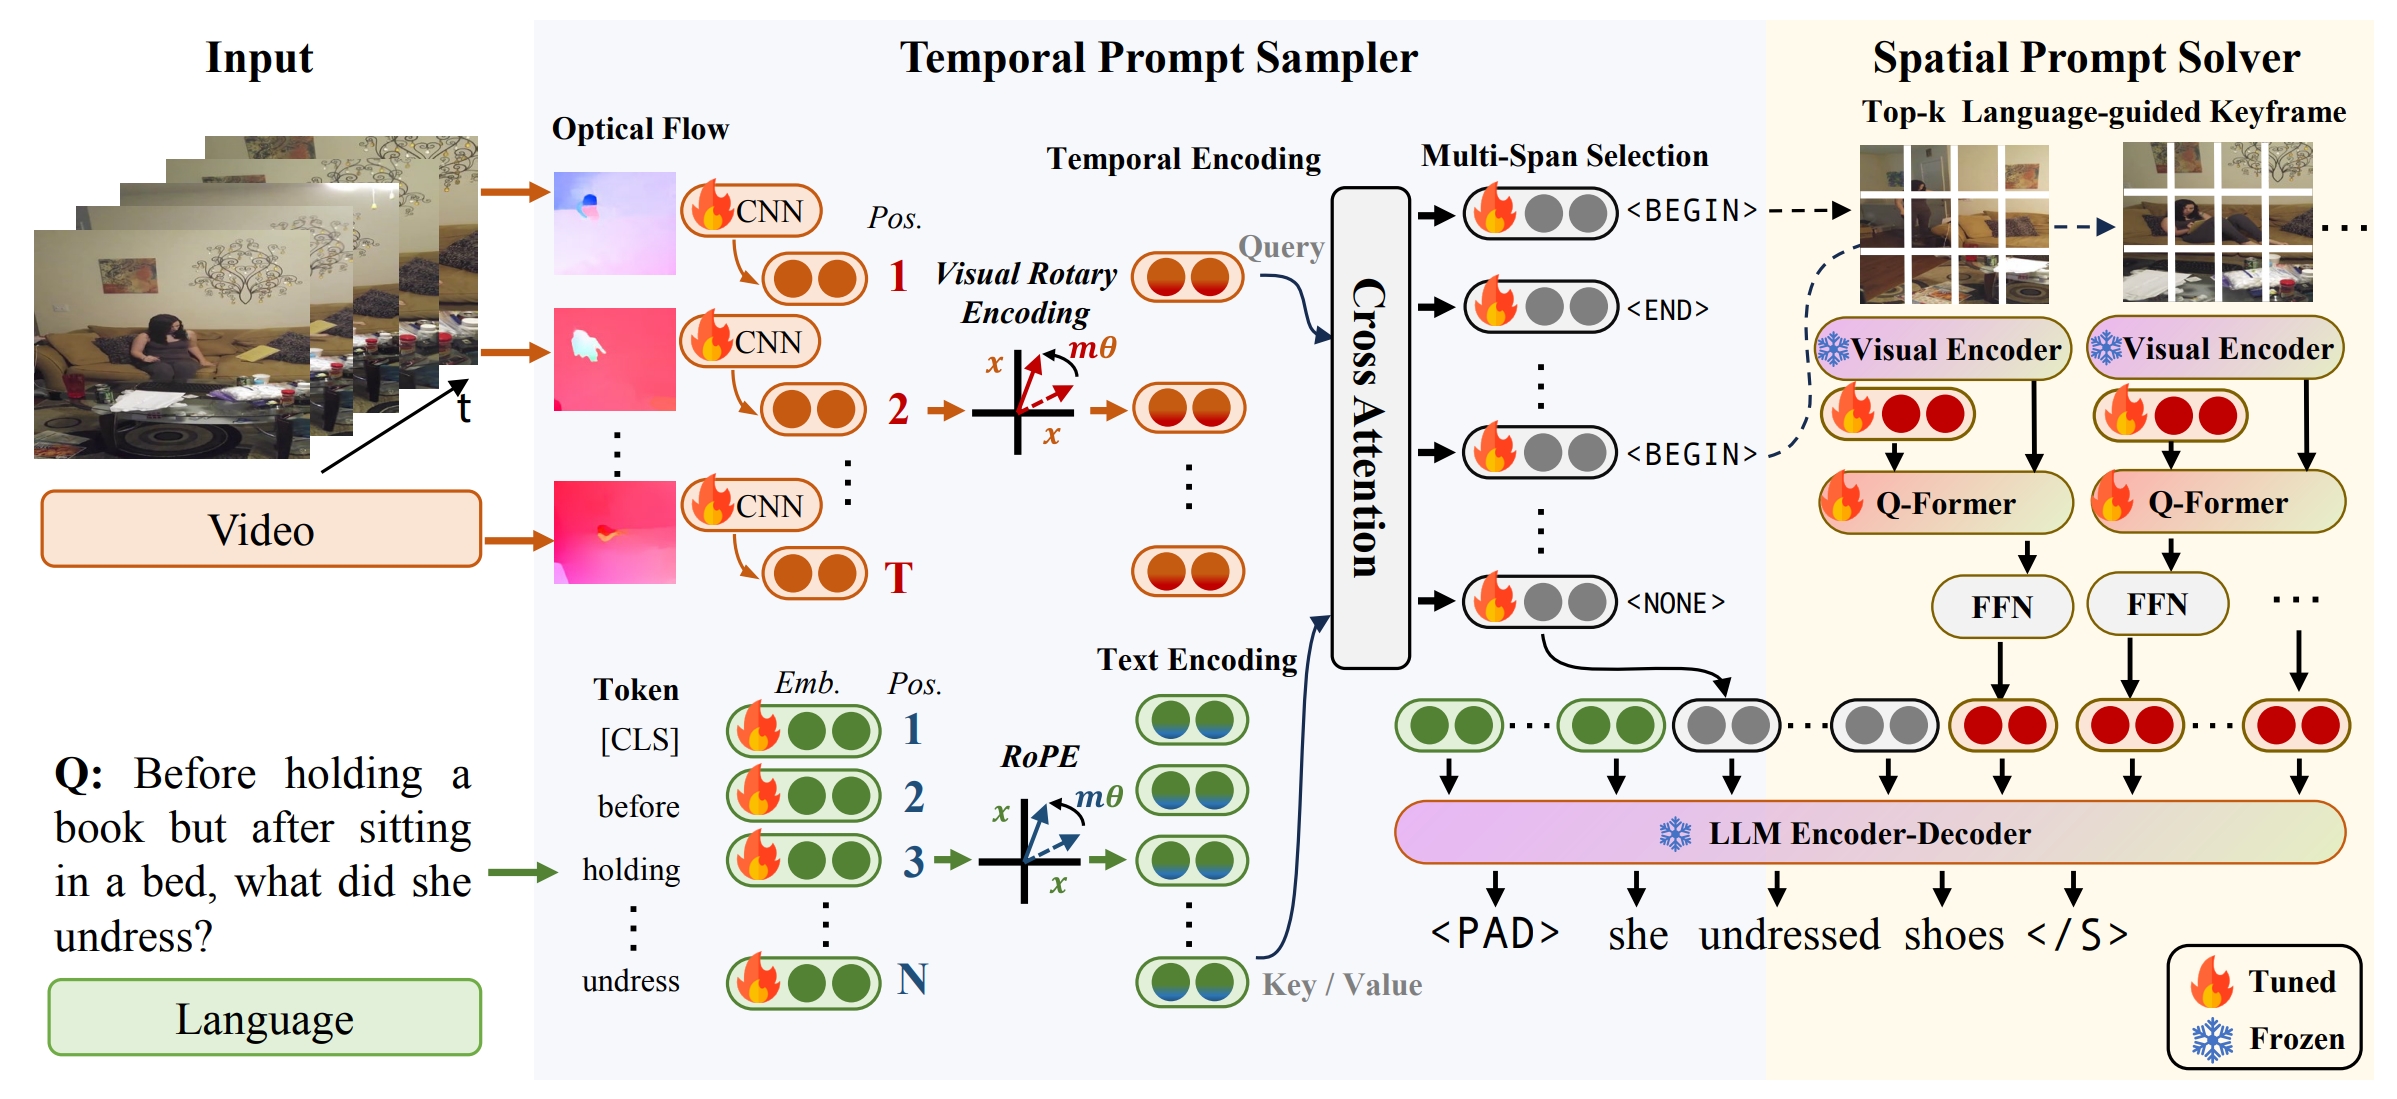 Input
Temporal Prompt Sampler
Spatial Prompt Solver
Top-k Language-guided Keyframe
Optical Flow
Temporal Encoding
Multi-Span Selection
CNN
Pos.
1
Visual Rotary
Encoding
Query
<BEGIN>
<END>
CNN
2
x
mθ
x
Cross Attention
<BEGIN>
CNN
T
<NONE>
t
Video
Visual Encoder
Visual Encoder
Q-Former
Q-Former
FFN
FFN
Token
Emb.
Pos.
Text Encoding
[CLS]
1
before
2
holding
3
undress
N
RoPE
x
mθ
x
Key / Value
Q: Before holding a
book but after sitting
in a bed, what did she
undress?
Language
LLM Encoder-Decoder
<PAD> she undressed shoes </S>
Tuned
Frozen